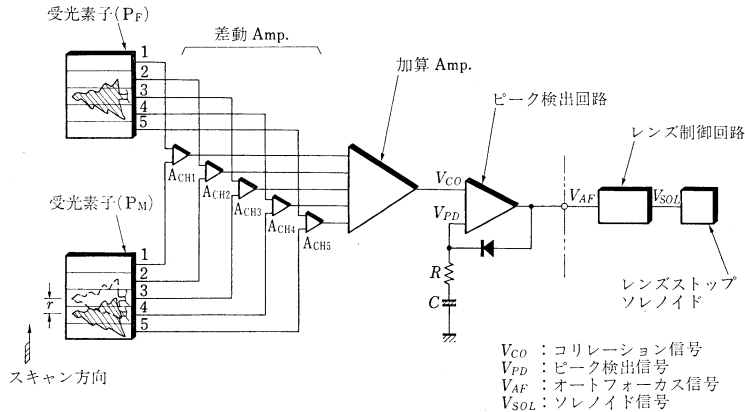 受光素子(PF)
差動 Amp.
1
2
3
4
5
加算 Amp.
ピーク検出回路
レンズ制御回路
ACH1
ACH2
ACH3
ACH4
ACH5
VCO
VPD
VAF
VSOL
受光素子(PM)
1
2
3
4
5
r
R
C
レンズストップ
ソレノイド
スキャン方向
VCO：コリレーション信号
VPD：ピーク検出信号
VAF：オートフォーカス信号
VSOL：ソレノイド信号